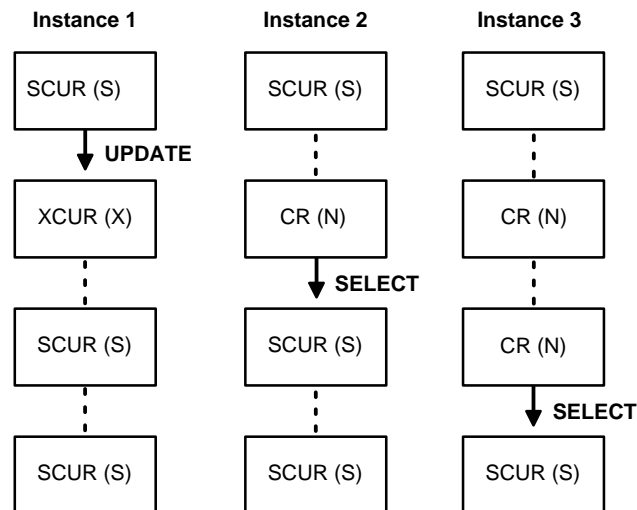 Instance 1 Instance 2 Instance 3
SCUR (S) SCUR (S) SCUR (S)
UPDATE
XCUR (X) CR (N) CR (N)
SELECT
SCUR (S) SCUR (S) CR (N)
SELECT
SCUR (S) SCUR (S) SCUR (S)